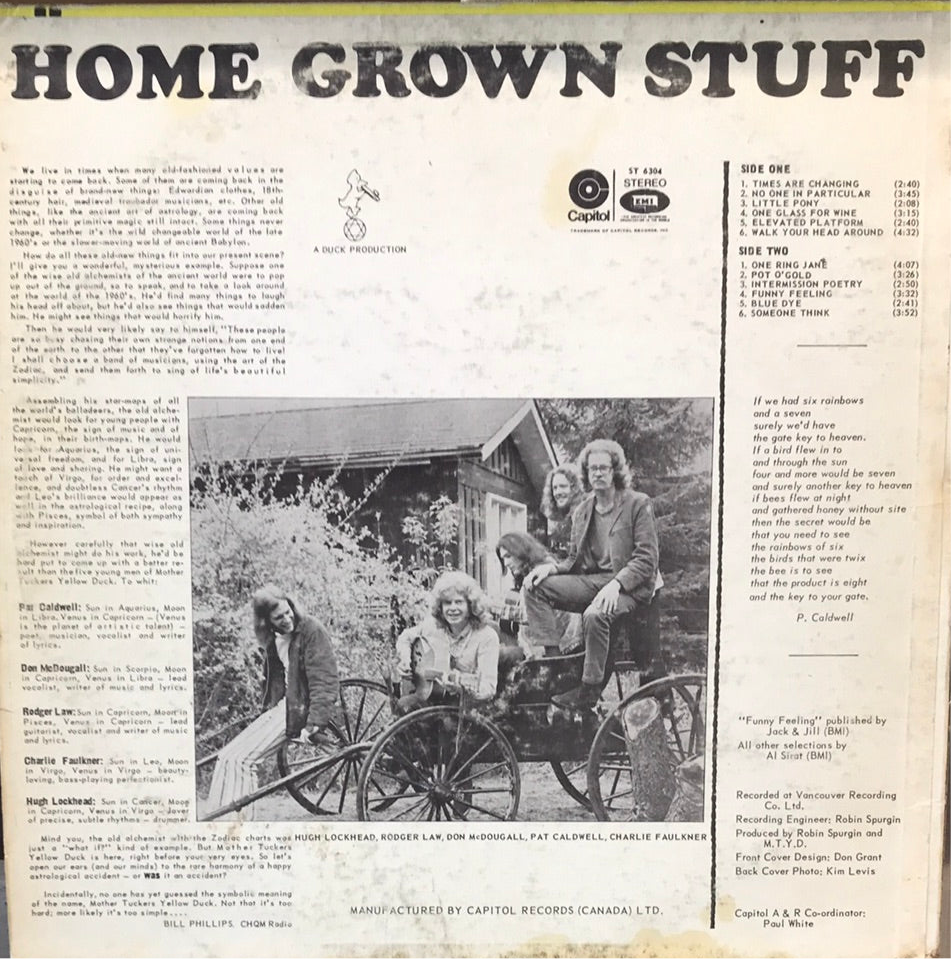 HOME GROWN STUFF
We live in times when many old-fashioned values are
starting to come back. Some of them are coming back in the
disguise of brand-new things: Edwardian clothes, 18th-
century hair, medieval troubador musicians, etc. Other old
things, like the ancient art of astrology, are coming back
with all their primitive magic still intact. Some things never
change, whether it's the wild changeable world of the late
1960's or the slower-moving world of ancient Babylon.
How do all these old-new things fit into our present scene?
I'll give you a wonderful, mysterious example. Suppose one
of the wise old alchemists of the ancient world were to pop
up out of the ground, so to speak, and to take a look around
at the world of the 1960's. He'd find many things to laugh
his head off about, but he'd also see things that would sadden
him. He might see things that would horrify him.
Then he would very likely say to himself, "These people
are so busy chasing their own strange notions from one end
of the earth to the other that they've forgotten how to live!
I shall choose a band of musicians, using the art of the
Zodiac, and send them forth to sing of life's beautiful
simplicity."
Assembling his star-maps of all
the world's balladeers, the old alche-
mist would look for young people with
Capricorn, the sign of music and of
hope, in their birth-maps. He would
look for Aquarius, the sign of uni-
versal freedom, and for Libra, sign
of love and sharing. He might want a
touch of Virgo, for order and excel-
lence, and doubtless Cancer's rhythm
and Leo's brilliance would appear as
well in the astrological recipe, along
with Pisces, symbol of both sympathy
and inspiration.
However carefully that wise old
alchemist might do his work, he'd be
hard put to come up with a better re-
sult than the five young men of Mother
Tuckers Yellow Duck. To whit:
Pat Caldwell: Sun in Aquarius, Moon
in Libra, Venus in Capricorn – (Venus
is the planet of artistic talent) –
poet, musician, vocalist and writer
of lyrics.
Don McDougall: Sun in Scorpio, Moon
in Capricorn, Venus in Libra – lead
vocalist, writer of music and lyrics.
Rodger Law: Sun in Capricorn, Moon in
Pisces, Venus in Capricorn – lead
guitarist, vocalist and writer of music
and lyrics.
Charlie Faulkner: Sun in Leo, Moon
in Virgo, Venus in Virgo – beauty-
loving, bass-playing perfectionist.
Hugh Lockhead: Sun in Cancer, Moon
in Capricorn, Venus in Virgo – lover
of precise, subtle rhythms – drummer.
Mind you, the old alchemist with the Zodiac charts was
just a "what if?" kind of example. But Mother Tuckers
Yellow Duck is here, right before your very eyes. So let's
open our ears (and our minds) to the rare harmony of a happy
astrological accident – or was it an accident?
Incidentally, no one has yet guessed the symbolic meaning
of the name, Mother Tuckers Yellow Duck. Not that it's too
hard; more likely it's too simple....
BILL PHILLIPS, CHQM Radio
A DUCK PRODUCTION
Capitol
ST 6304
STEREO
EMI
HUGH LOCKHEAD, RODGER LAW, DON McDOUGALL, PAT CALDWELL, CHARLIE FAULKNER
MANUFACTURED BY CAPITOL RECORDS (CANADA) LTD.
SIDE ONE
1. TIMES ARE CHANGING (2:40)
2. NO ONE IN PARTICULAR (3:45)
3. LITTLE PONY (2:08)
4. ONE GLASS FOR WINE (3:15)
5. ELEVATED PLATFORM (2:40)
6. WALK YOUR HEAD AROUND (4:32)
SIDE TWO
1. ONE RING JANE (4:07)
2. POT O'GOLD (3:26)
3. INTERMISSION POETRY (2:50)
4. FUNNY FEELING (3:32)
5. BLUE DYE (2:41)
6. SOMEONE THINK (3:52)
If we had six rainbows
and a seven
surely we'd have
the gate key to heaven.
If a bird flew in to
and through the sun
four and more would be seven
and surely another key to heaven
if bees flew at night
and gathered honey without site
then the secret would be
that you need to see
the rainbows of six
the birds that were twix
the bee is to see
that the product is eight
and the key to your gate.
P. Caldwell
"Funny Feeling" published by
Jack & Jill (BMI)
All other selections by
Al Sirat (BMI)
Recorded at Vancouver Recording
Co. Ltd.
Recording Engineer: Robin Spurgin
Produced by Robin Spurgin and
M.T.Y.D.
Front Cover Design: Don Grant
Back Cover Photo: Kim Levis
Capitol A & R Co-ordinator:
Paul White